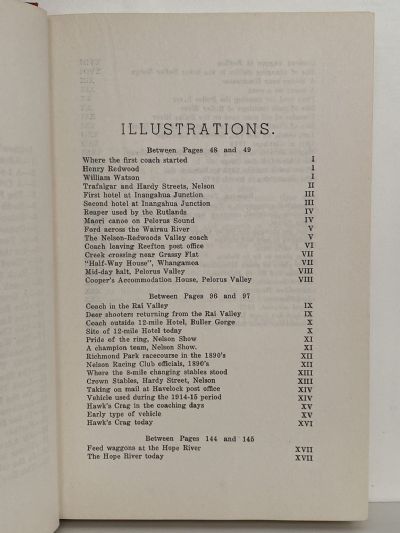 ILLUSTRATIONS.
Between Pages 48 and 49
Where the first coach started I
Henry Redwood I
William Watson I
Trafalgar and Hardy Streets, Nelson II
First hotel at Inangahua Junction III
Second hotel at Inangahua Junction III
Reaper used by the Rutlands IV
Maori canoe on Pelorus Sound IV
Ford across the Wairau River V
The Nelson-Redwoods Valley coach V
Coach leaving Reefton post office VI
Creek crossing near Grassy Flat VII
"Half-Way House", Whangamoa VII
Mid-day halt, Pelorus Valley VIII
Cooper's Accommodation House, Pelorus Valley VIII
Between Pages 96 and 97
Coach in the Rai Valley IX
Deer shooters returning from the Rai Valley IX
Coach outside 12-mile Hotel, Buller Gorge X
Site of 12-mile Hotel today X
Pride of the ring, Nelson Show XI
A champion team, Nelson Show. XI
Richmond Park racecourse in the 1890's XII
Nelson Racing Club officials, 1890's XII
Where the 8-mile changing stables stood XIII
Crown Stables, Hardy Street, Nelson XIII
Taking on mail at Havelock post office XIV
Vehicle used during the 1914-15 period XIV
Hawk's Crag in the coaching days XV
Early type of vehicle XV
Hawk's Crag today XVI
Between Pages 144 and 145
Feed waggons at the Hope River XVII
The Hope River today XVII